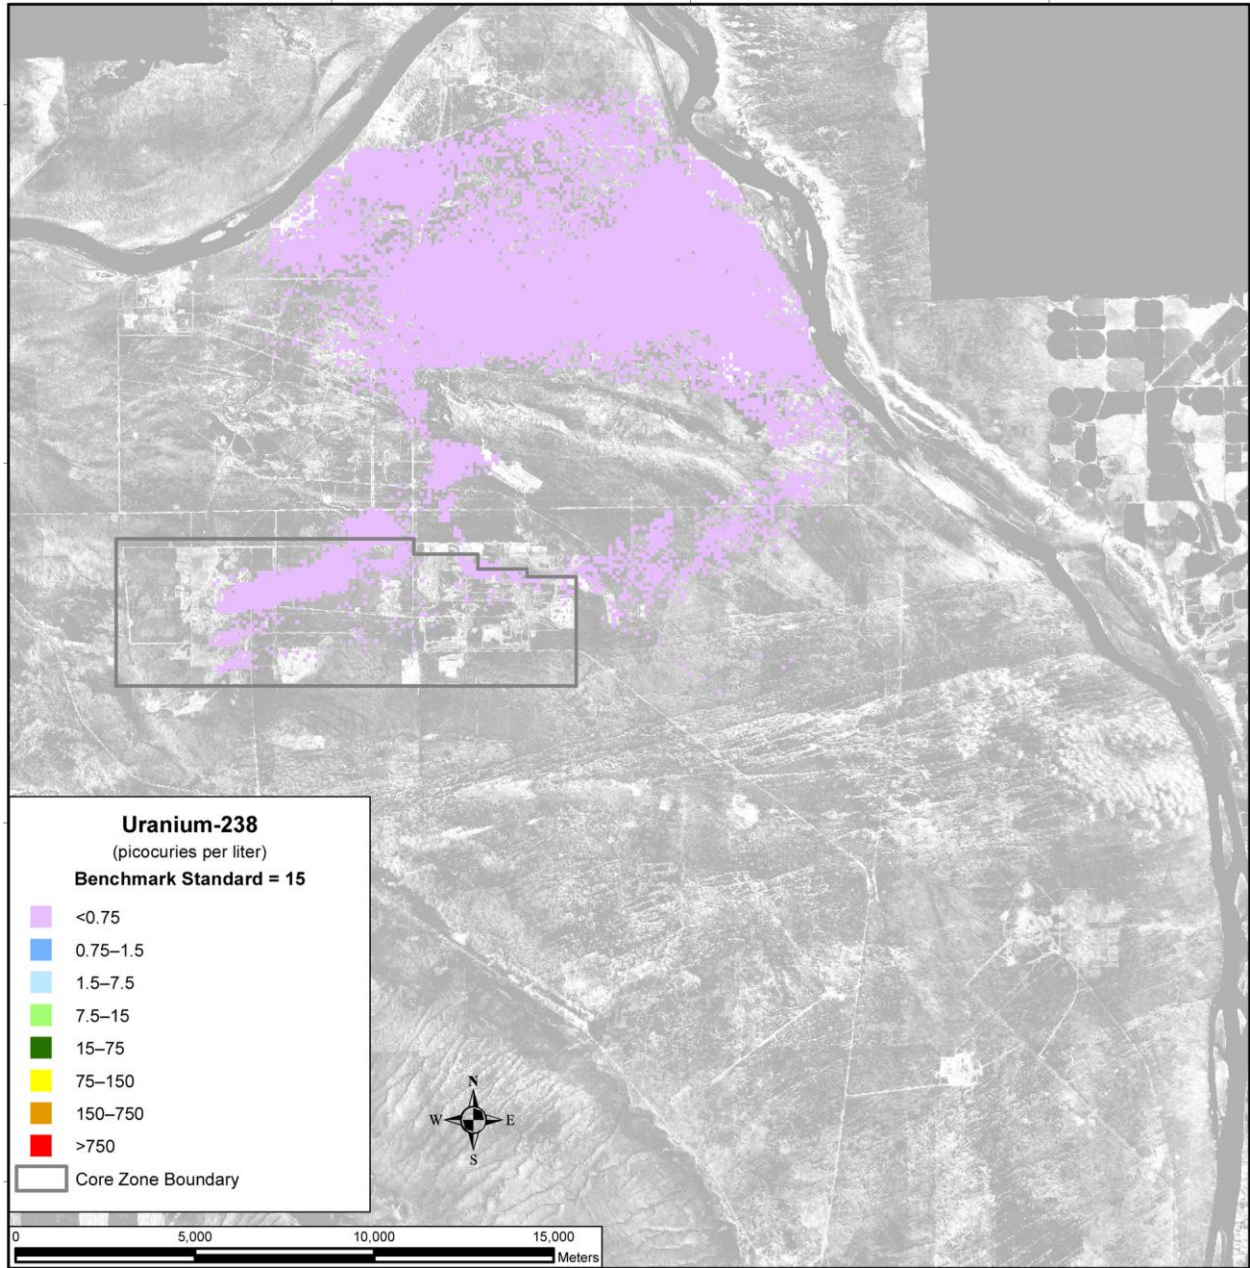 Uranium-238
(picocuries per liter)
Benchmark Standard = 15
<0.75
0.75–1.5
1.5–7.5
7.5–15
15–75
75–150
150–750
>750
Core Zone Boundary
N
W E
S
0 5,000 10,000 15,000
Meters